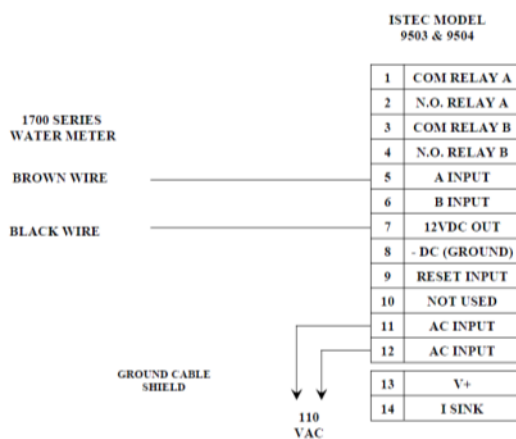 ISTEC MODEL
9503 & 9504
1 COM RELAY A
2 N.O. RELAY A
1700 SERIES
WATER METER
3 COM RELAY B
4 N.O. RELAY B
BROWN WIRE
5 A INPUT
6 B INPUT
BLACK WIRE
7 12VDC OUT
8 - DC (GROUND)
9 RESET INPUT
10 NOT USED
11 AC INPUT
12 AC INPUT
GROUND CABLE
SHIELD
13 V+
14 I SINK
110
VAC